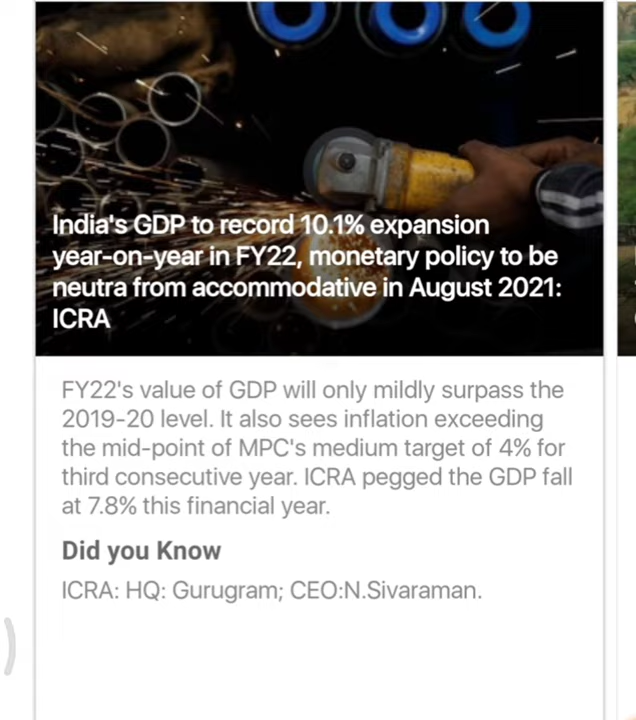 India's GDP to record 10.1% expansion
year-on-year in FY22, monetary policy to be
neutra from accommodative in August 2021:
ICRA
FY22's value of GDP will only mildly surpass the
2019-20 level. It also sees inflation exceeding
the mid-point of MPC's medium target of 4% for
third consecutive year. ICRA pegged the GDP fall
at 7.8% this financial year.
Did you Know
ICRA: HQ: Gurugram; CEO:N.Sivaraman.